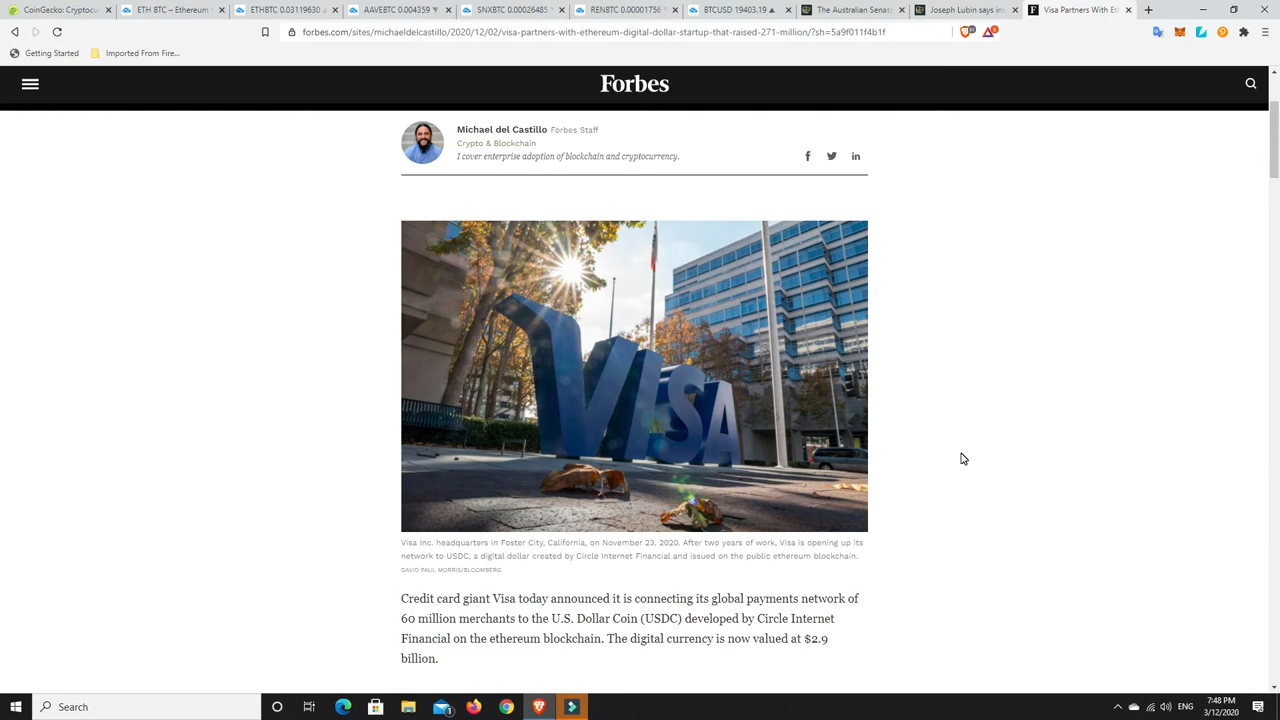 CoinGecko Cryptocu
ETH BTC – Ethereum
ETHBTC 0.03119630
AAVEBTC 0.004359
SNXBTC 0.00026485
RENBTC 0.00001756
BTCUSD 19403.19
The Australian Senate
Joseph Lubin says int
Visa Partners With Eth
forbes.com/sites/michaeldelcastillo/2020/12/02/visa-partners-with-ethereum-digital-dollar-startup-that-raised-271-million/?sh=5a9f011f4b1f
Getting Started
Imported From Fire...
Forbes
Michael del Castillo Forbes Staff
Crypto & Blockchain
I cover enterprise adoption of blockchain and cryptocurrency.
VISA
Visa Inc. headquarters in Foster City, California, on November 23, 2020. After two years of work, Visa is opening up its
network to USDC, a digital dollar created by Circle Internet Financial and issued on the public ethereum blockchain.
DAVID PAUL MORRIS/BLOOMBERG
Credit card giant Visa today announced it is connecting its global payments network of
60 million merchants to the U.S. Dollar Coin (USDC) developed by Circle Internet
Financial on the ethereum blockchain. The digital currency is now valued at $2.9
billion.
Search
ENG
7:48 PM
3/12/2020